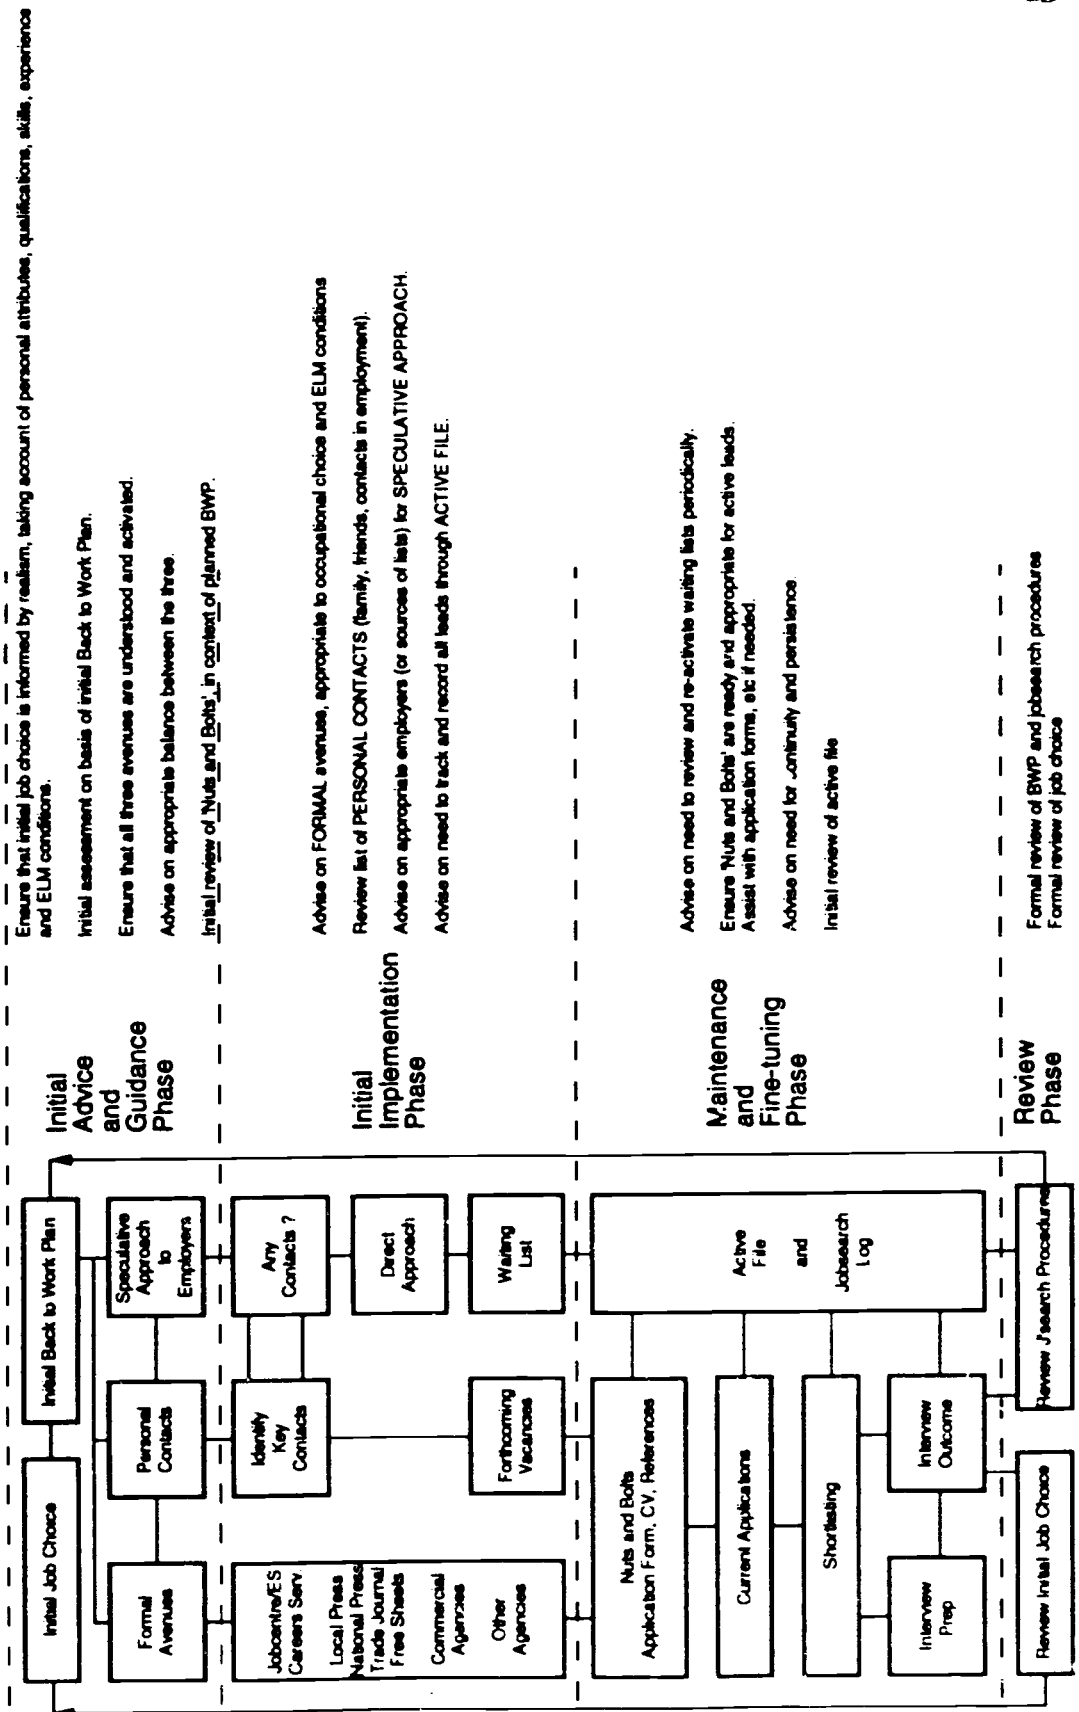 Initial Job Choice
Initial Back to Work Plan
Formal
Avenues
Personal
Contacts
Speculative
Approach
to
Employers
Initial
Advice
and
Guidance
Phase
Ensure that initial job choice is informed by realism, taking account of personal attributes, qualifications, skills, experience
and ELM conditions.
Initial assessment on basis of initial Back to Work Plan.
Ensure that all three avenues are understood and activated.
Advise on appropriate balance between the three.
Initial review of 'Nuts and Bolts', in context of planned BWP.
Jobcentre/ES
Careers Serv.
Local Press
National Press
Trade Journal
Free Sheets
Commercial
Agencies
Other
Agencies
Identify
Key
Contacts
Any
Contacts ?
Direct
Approach
Forthcoming
Vacancies
Waiting
List
Initial
Implementation
Phase
Advise on FORMAL avenues, appropriate to occupational choice and ELM conditions
Review list of PERSONAL CONTACTS (family, friends, contacts in employment).
Advise on appropriate employers (or sources of lists) for SPECULATIVE APPROACH.
Advise on need to track and record all leads through ACTIVE FILE.
Nuts and Bolts
Application Form, CV, References
Current Applications
Shortlisting
Interview
Prep
Interview
Outcome
Active
File
and
Jobsearch
Log
Maintenance
and
Fine-tuning
Phase
Advise on need to review and re-activate waiting lists periodically.
Ensure 'Nuts and Bolts' are ready and appropriate for active leads.
Assist with application forms, etc if needed.
Advise on need for continuity and persistence.
Initial review of active file
Review Initial Job Choice
Review J'search Procedures
Review
Phase
Formal review of BWP and jobsearch procedures
Formal review of job choice